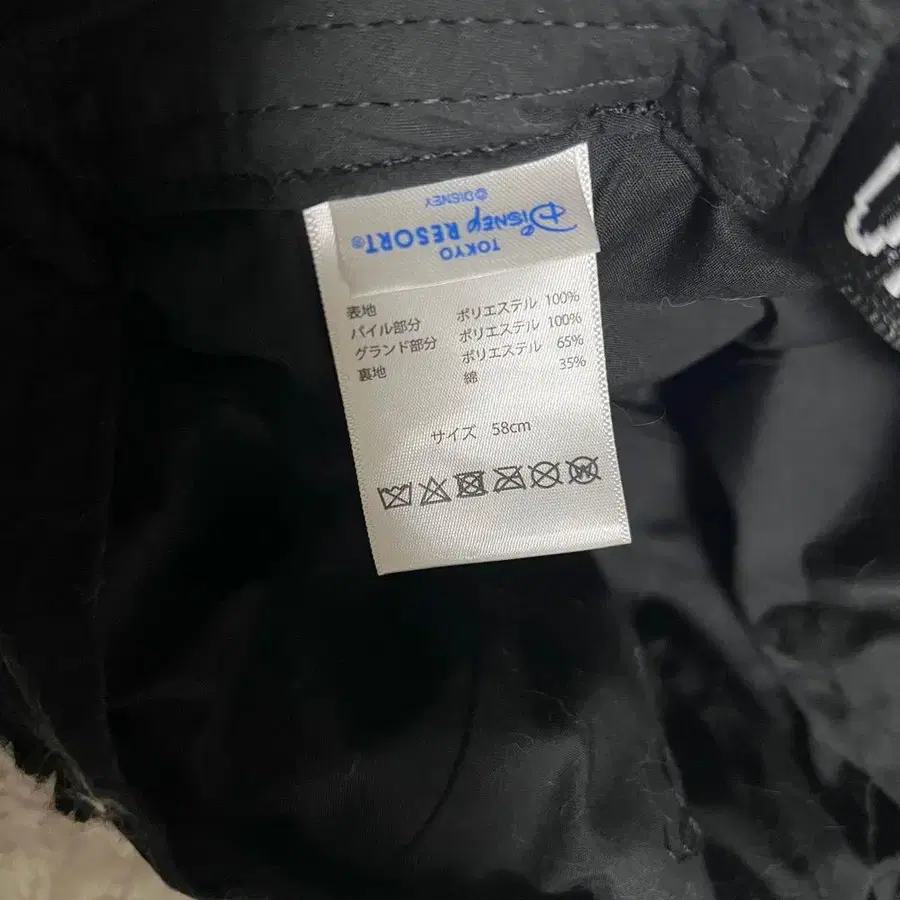 TOKYO
Disney RESORT®
© DISNEY
表地
パイル部分 ポリエステル 100%
グランド部分 ポリエステル 100%
裏地 ポリエステル 65%
綿 35%
サイズ 58cm
W